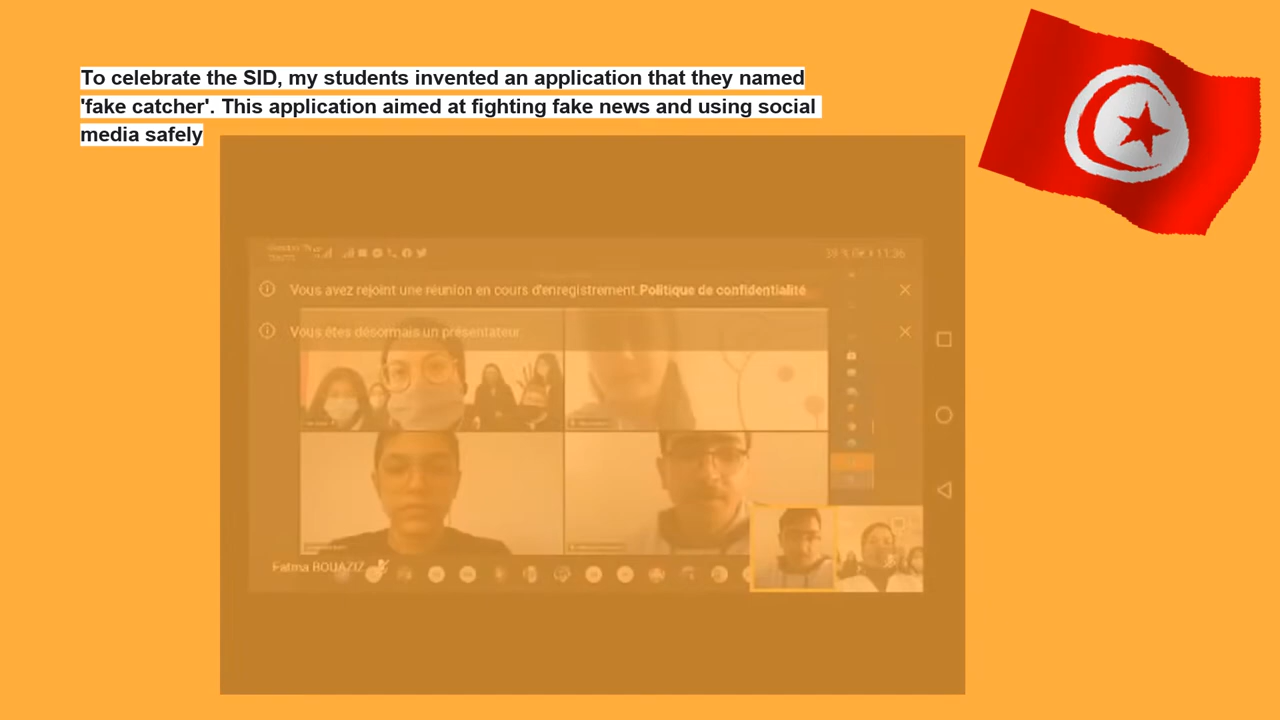 To celebrate the SID, my students invented an application that they named
'fake catcher'. This application aimed at fighting fake news and using social
media safely
11:36
Vous avez rejoint une réunion en cours d'enregistrement. Politique de confidentialité
Vous êtes désormais un présentateur.
Fatma BOUAZIZ